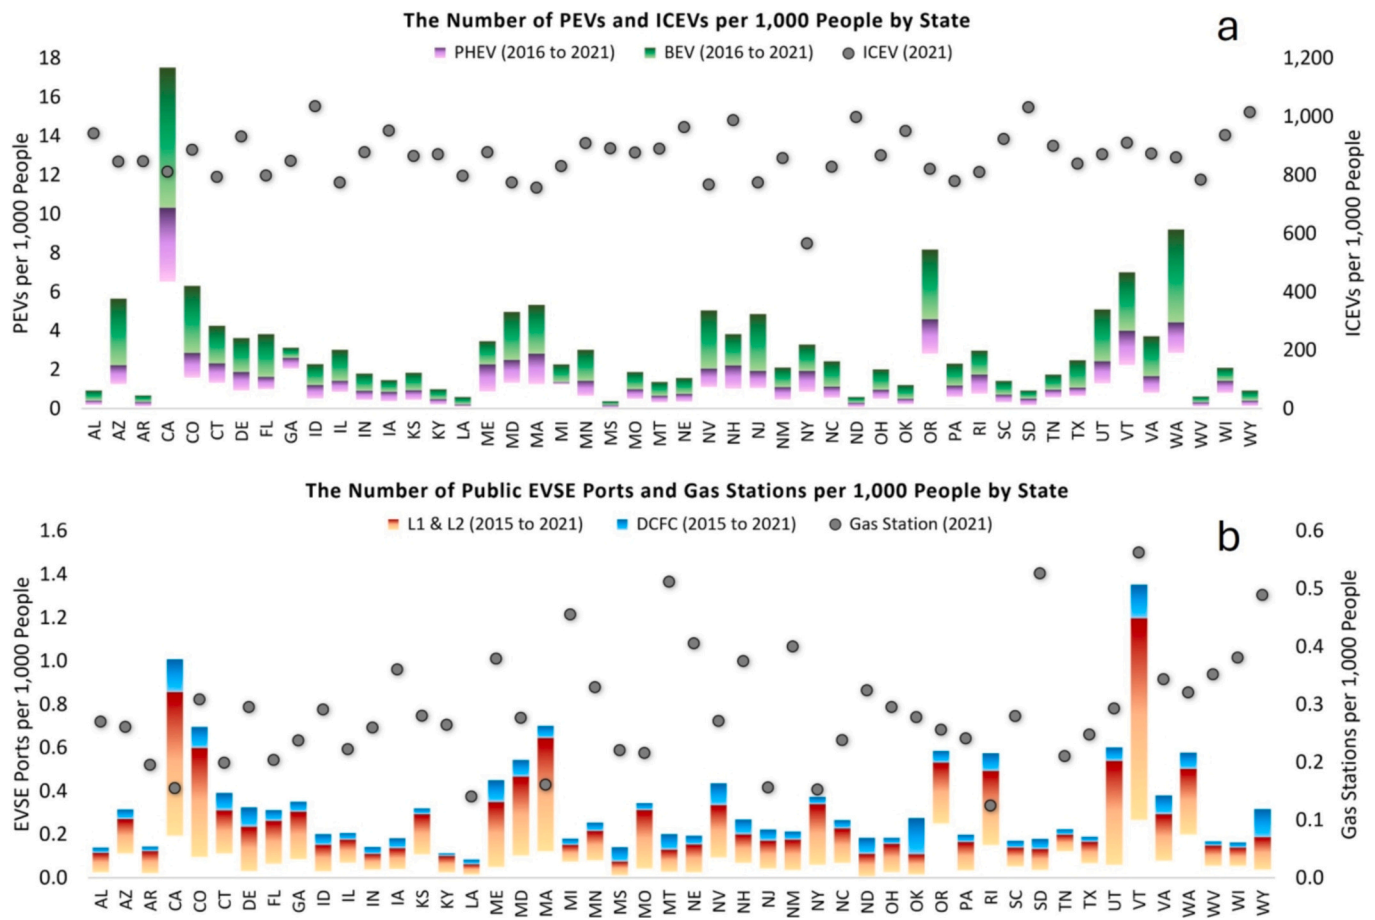 The Number of PEVs and ICEVs per 1,000 People by State
a
PHEV (2016 to 2021) BEV (2016 to 2021) ICEV (2021)
PEVs per 1,000 People
18
16
14
12
10
8
6
4
2
0
ICEVs per 1,000 People
1,200
1,000
800
600
400
200
0
AL AZ AR CA CO CT DE FL GA ID IL IN IA KS KY LA ME MD MA MI MN MS MO MT NE NV NH NJ NM NY NC ND OH OK OR PA RI SC SD TN TX UT VT VA WA WV WI WY
The Number of Public EVSE Ports and Gas Stations per 1,000 People by State
b
L1 & L2 (2015 to 2021) DCFC (2015 to 2021) Gas Station (2021)
EVSE Ports per 1,000 People
1.6
1.4
1.2
1.0
0.8
0.6
0.4
0.2
0.0
Gas Stations per 1,000 People
0.6
0.5
0.4
0.3
0.2
0.1
0.0
AL AZ AR CA CO CT DE FL GA ID IL IN IA KS KY LA ME MD MA MI MN MS MO MT NE NV NH NJ NM NY NC ND OH OK OR PA RI SC SD TN TX UT VT VA WA WV WI WY